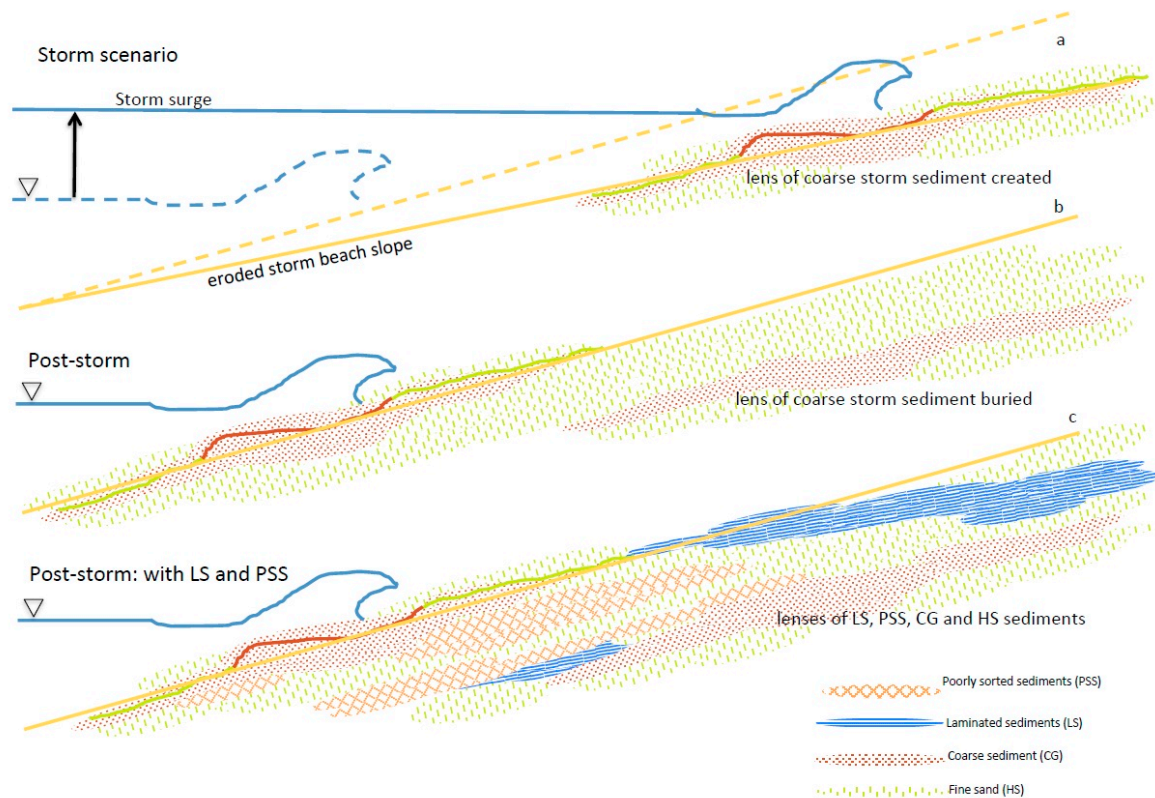 a
Storm scenario
Storm surge
lens of coarse storm sediment created
b
eroded storm beach slope
Post-storm
lens of coarse storm sediment buried
c
Post-storm: with LS and PSS
lenses of LS, PSS, CG and HS sediments
Poorly sorted sediments (PSS)
Laminated sediments (LS)
Coarse sediment (CG)
Fine sand (HS)